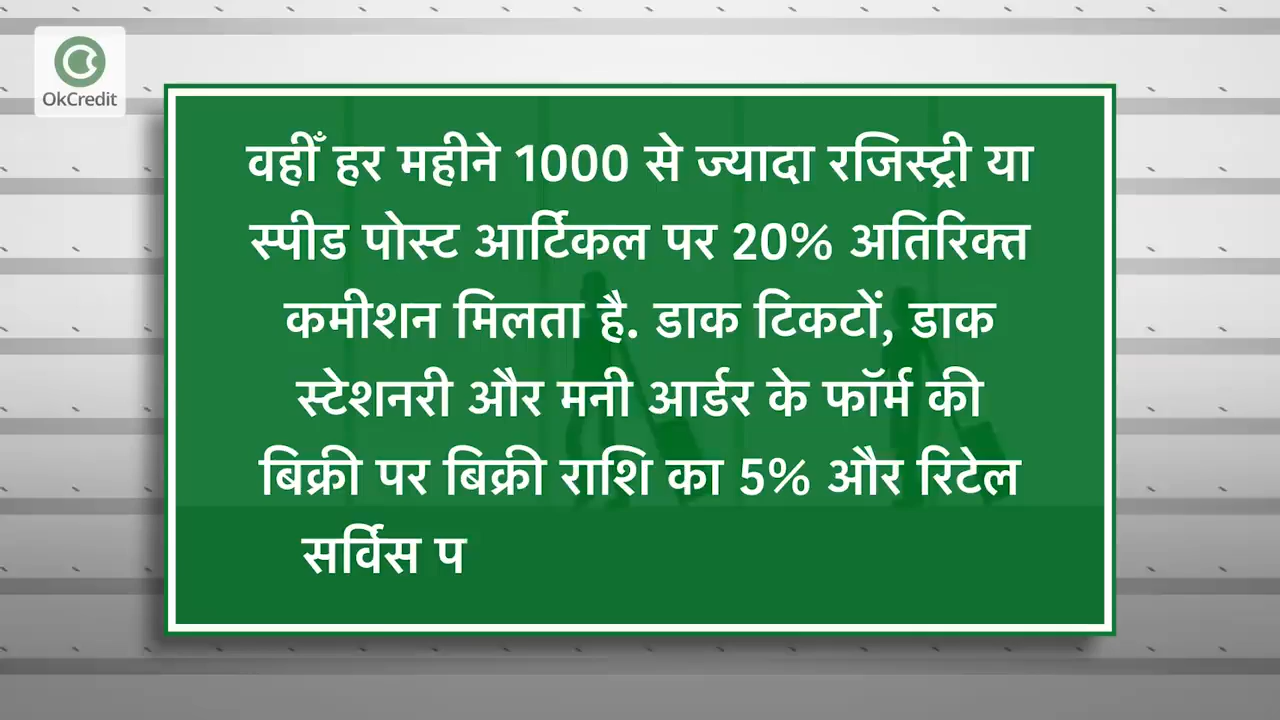 OkCredit
वहीँ हर महीने 1000 से ज्यादा रजिस्ट्री या
स्पीड पोस्ट आर्टिकल पर 20% अतिरिक्त
कमीशन मिलता है. डाक टिकटों, डाक
स्टेशनरी और मनी आर्डर के फॉर्म की
बिक्री पर बिक्री राशि का 5% और रिटेल
सर्विस प